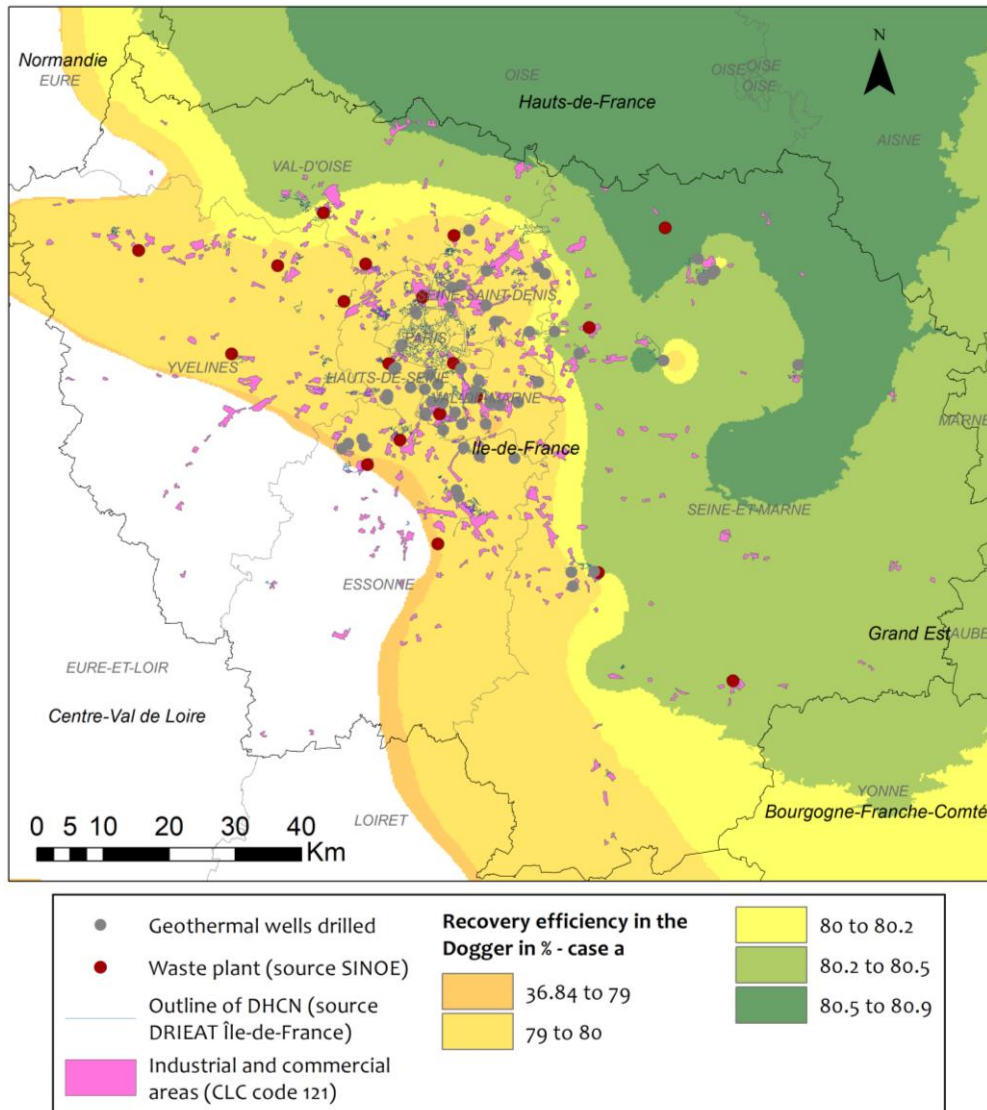 Normandie
EURE
N
OISE
OISE
OISE
OISE
Hauts-de-France
AISNE
VAL-D'OISE
SEINE-SAINT-DENIS
PARIS
YVELINES
HAUTS-DE-SEINE
VAL-DE-MARNE
MARNE
Ile-de-France
SEINE-ET-MARNE
ESSONNE
Grand Est
AUBE
EURE-ET-LOIR
Centre-Val de Loire
YONNE
Bourgogne-Franche-Comté
LOIRET
0 5 10 20 30 40
Km
Geothermal wells drilled
Waste plant (source SINOE)
Outline of DHCN (source
DRIEAT Île-de-France)
Industrial and commercial
areas (CLC code 121)
Recovery efficiency in the
Dogger in % - case a
36.84 to 79
79 to 80
80 to 80.2
80.2 to 80.5
80.5 to 80.9